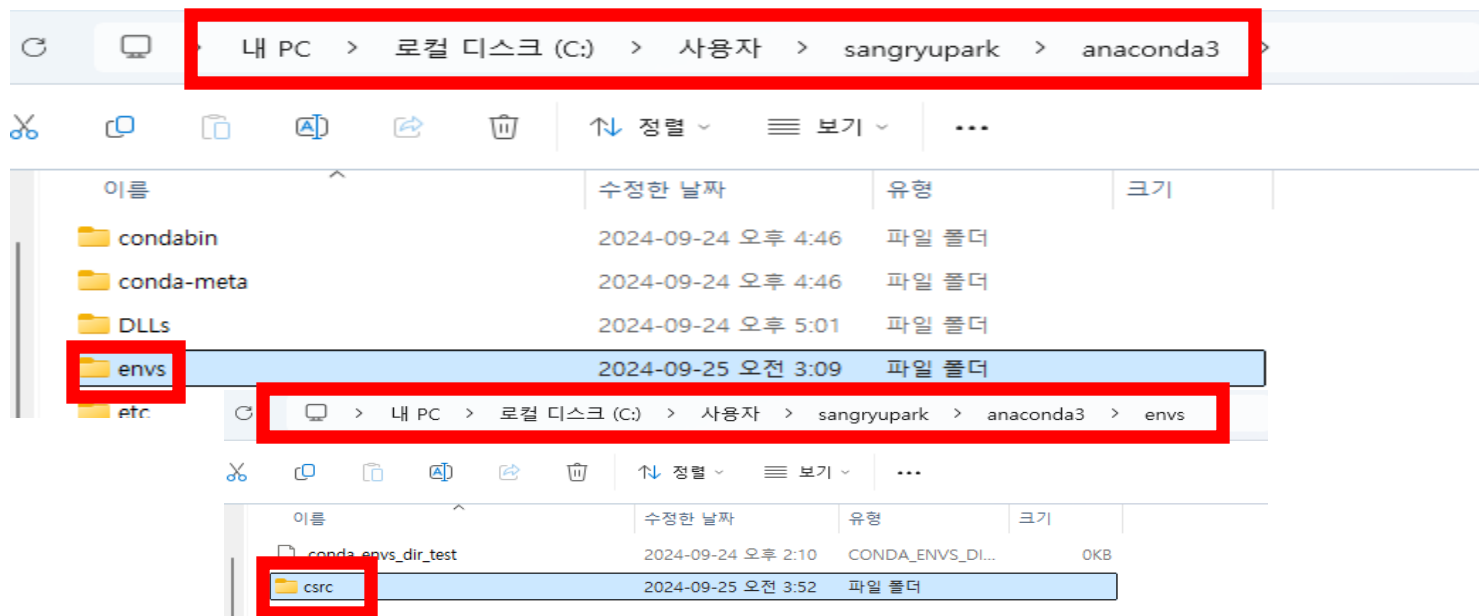 내 PC > 로컬 디스크 (C:) > 사용자 > sangryupark > anaconda3 >
정렬 보기 ...
이름 수정한 날짜 유형 크기
condabin 2024-09-24 오후 4:46 파일 폴더
conda-meta 2024-09-24 오후 4:46 파일 폴더
DLLs 2024-09-24 오후 5:01 파일 폴더
envs 2024-09-25 오전 3:09 파일 폴더
etc
> 내 PC > 로컬 디스크 (C:) > 사용자 > sangryupark > anaconda3 > envs
정렬 보기 ...
이름 수정한 날짜 유형 크기
conda_envs_dir_test 2024-09-24 오후 2:10 CONDA_ENVS_DI... 0KB
csrc 2024-09-25 오전 3:52 파일 폴더